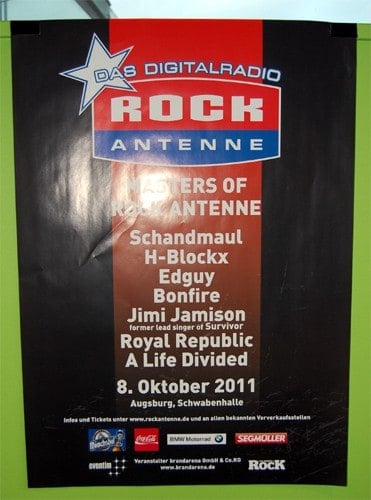 DAS DIGITALRADIO
ROCK
ANTENNE
MASTERS OF
ROCK ANTENNE
Schandmaul
H-Blockx
Edguy
Bonfire
Jimi Jamison
former lead singer of Survivor
Royal Republic
A Life Divided
8. Oktober 2011
Augsburg, Schwabenhalle
Infos und Tickets unter www.rockantenne.de und an allen bekannten Vorverkaufsstellen
Coca-Cola
BMW Motorrad
SEGMÜLLER
eventim
Veranstalter brandarena GmbH & Co.KG
www.brandarena.de
ROCK